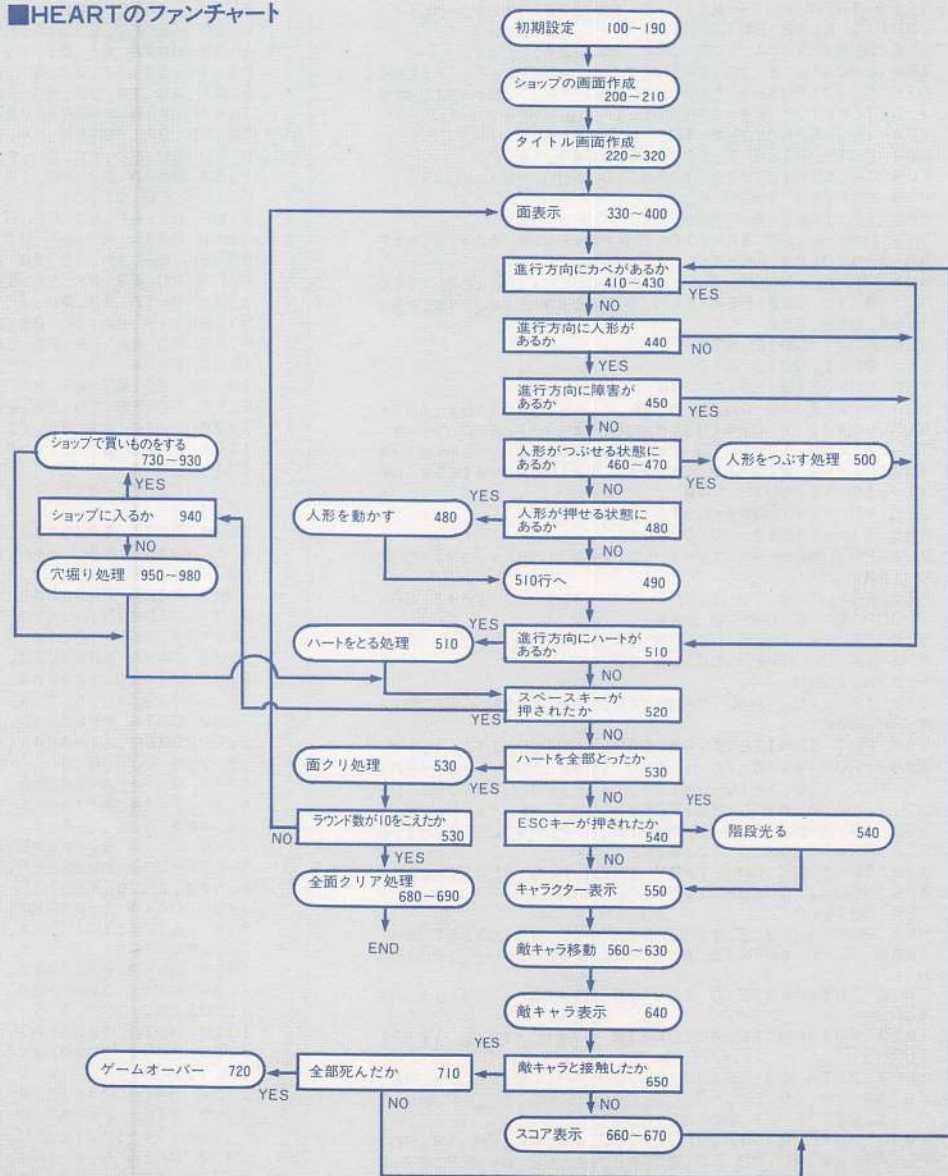 ■HEARTのファンチャート
初期設定 100~190
ショップの画面作成
200~210
タイトル画面作成
220~320
面表示 330~400
進行方向にカベがあるか
410~430
YES
NO
進行方向に人形が
あるか 440
NO
YES
進行方向に障害が
あるか 450
YES
NO
人形がつぶせる状態に
あるか 460~470
YES
人形をつぶす処理 500
NO
人形が押せる状態に
あるか 480
YES
人形を動かす 480
NO
510行へ 490
進行方向にハートが
あるか 510
YES
ハートをとる処理 510
NO
スペースキーが
押されたか 520
YES
ショップで買いものをする
730~930
YES
ショップに入るか 940
NO
穴堀り処理 950~980
NO
ハートを全部とったか
530
YES
面クリ処理 530
ラウンド数が10をこえたか
530
NO
YES
全面クリア処理
680~690
END
NO
ESCキーが押されたか
540
YES
階段光る 540
NO
キャラクター表示 550
敵キャラ移動 560~630
敵キャラ表示 640
敵キャラと接触したか
650
YES
全部死んだか 710
YES
ゲームオーバー 720
NO
NO
スコア表示 660~670